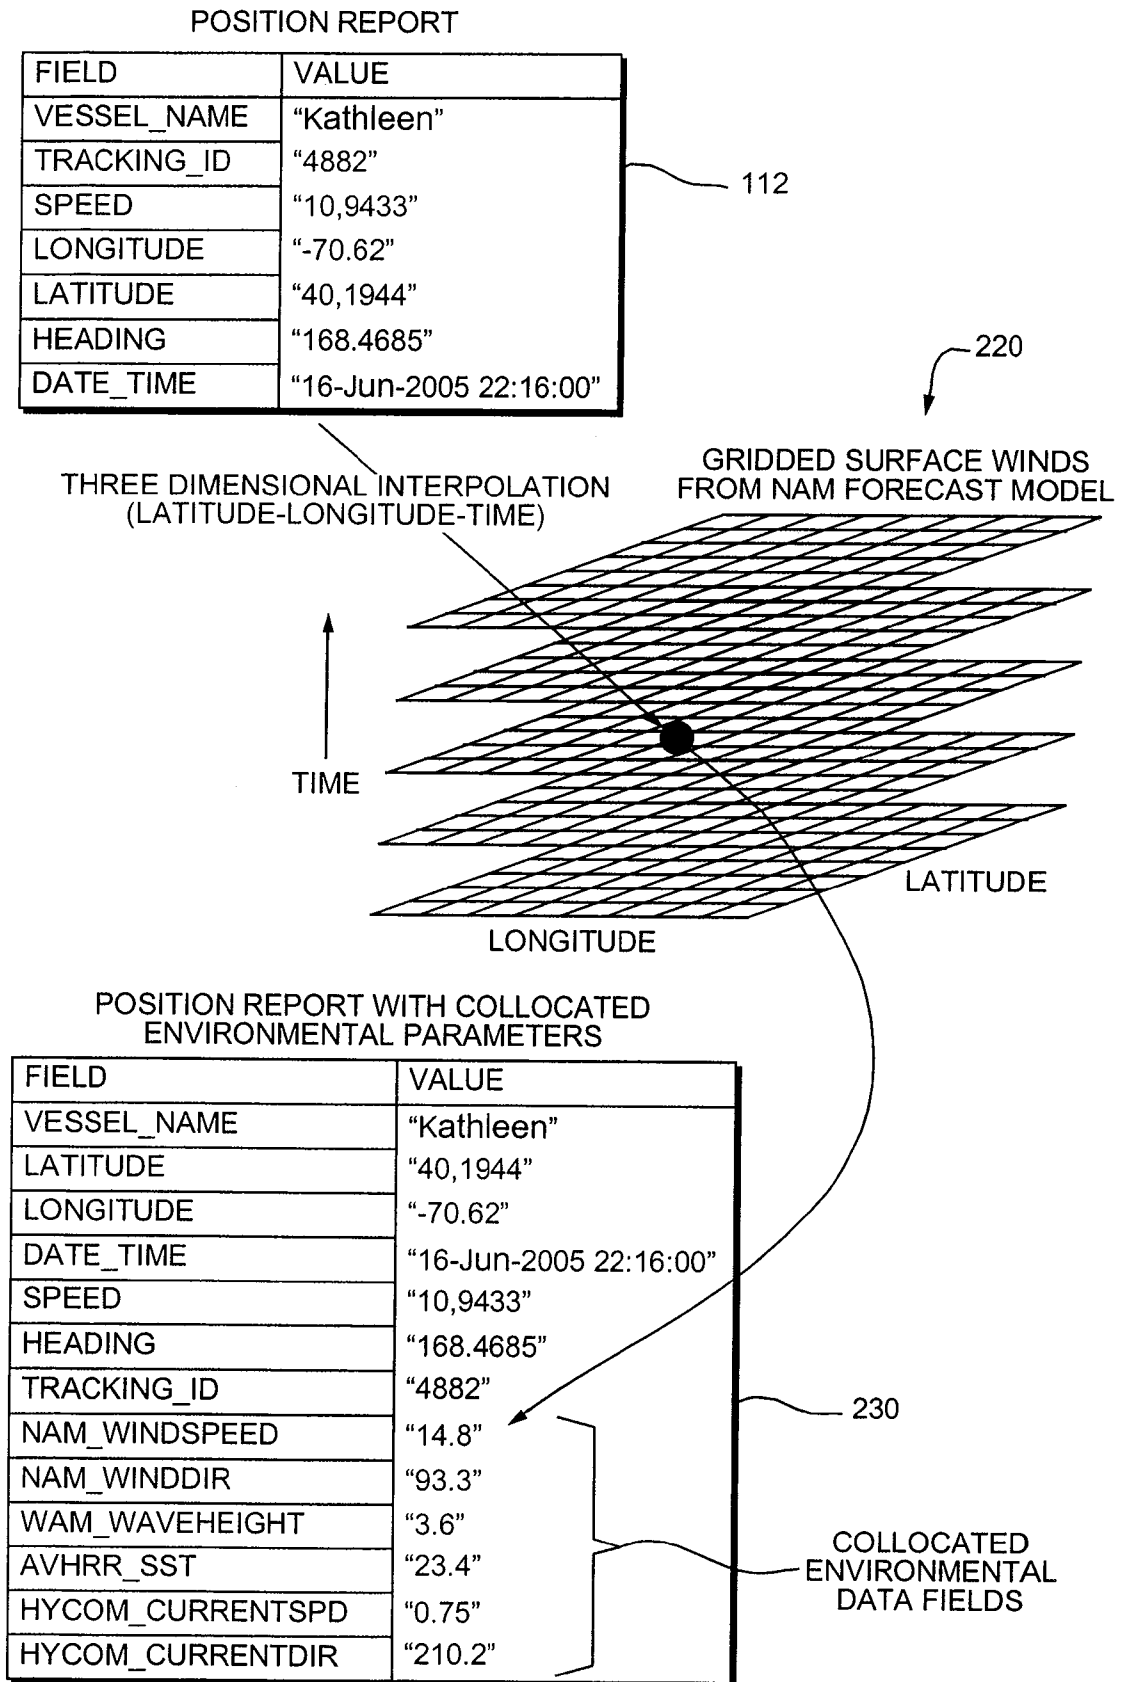 POSITION REPORT
FIELD VALUE
VESSEL_NAME “Kathleen”
TRACKING_ID “4882”
SPEED “10,9433”
LONGITUDE “-70.62”
LATITUDE “40,1944”
HEADING “168.4685”
DATE_TIME “16-Jun-2005 22:16:00”
112
220
THREE DIMENSIONAL INTERPOLATION
(LATITUDE-LONGITUDE-TIME)
GRIDDED SURFACE WINDS
FROM NAM FORECAST MODEL
TIME
LATITUDE
LONGITUDE
POSITION REPORT WITH COLLOCATED
ENVIRONMENTAL PARAMETERS
FIELD VALUE
VESSEL_NAME “Kathleen”
LATITUDE “40,1944”
LONGITUDE “-70.62”
DATE_TIME “16-Jun-2005 22:16:00”
SPEED “10,9433”
HEADING “168.4685”
TRACKING_ID “4882”
NAM_WINDSPEED “14.8”
NAM_WINDDIR “93.3”
WAM_WAVEHEIGHT “3.6”
AVHRR_SST “23.4”
HYCOM_CURRENTSPD “0.75”
HYCOM_CURRENTDIR “210.2”
230
COLLOCATED
ENVIRONMENTAL
DATA FIELDS